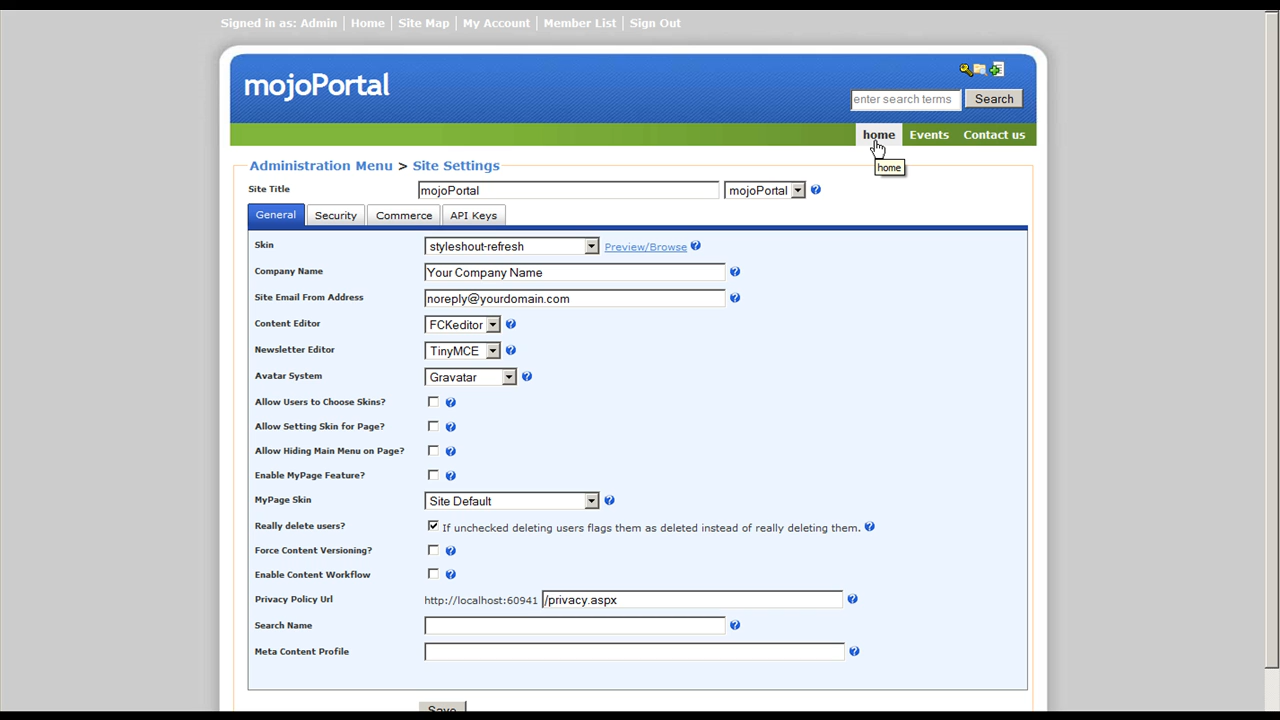 Signed in as: Admin | Home | Site Map | My Account | Member List | Sign Out
mojoPortal
enter search terms Search
home Events Contact us
home
Administration Menu > Site Settings
Site Title mojoPortal mojoPortal
General Security Commerce API Keys
Skin styleshout-refresh Preview/Browse
Company Name Your Company Name
Site Email From Address noreply@yourdomain.com
Content Editor FCKeditor
Newsletter Editor TinyMCE
Avatar System Gravatar
Allow Users to Choose Skins?
Allow Setting Skin for Page?
Allow Hiding Main Menu on Page?
Enable MyPage Feature?
MyPage Skin Site Default
Really delete users? If unchecked deleting users flags them as deleted instead of really deleting them.
Force Content Versioning?
Enable Content Workflow
Privacy Policy Url http://localhost:60941 /privacy.aspx
Search Name
Meta Content Profile
Save